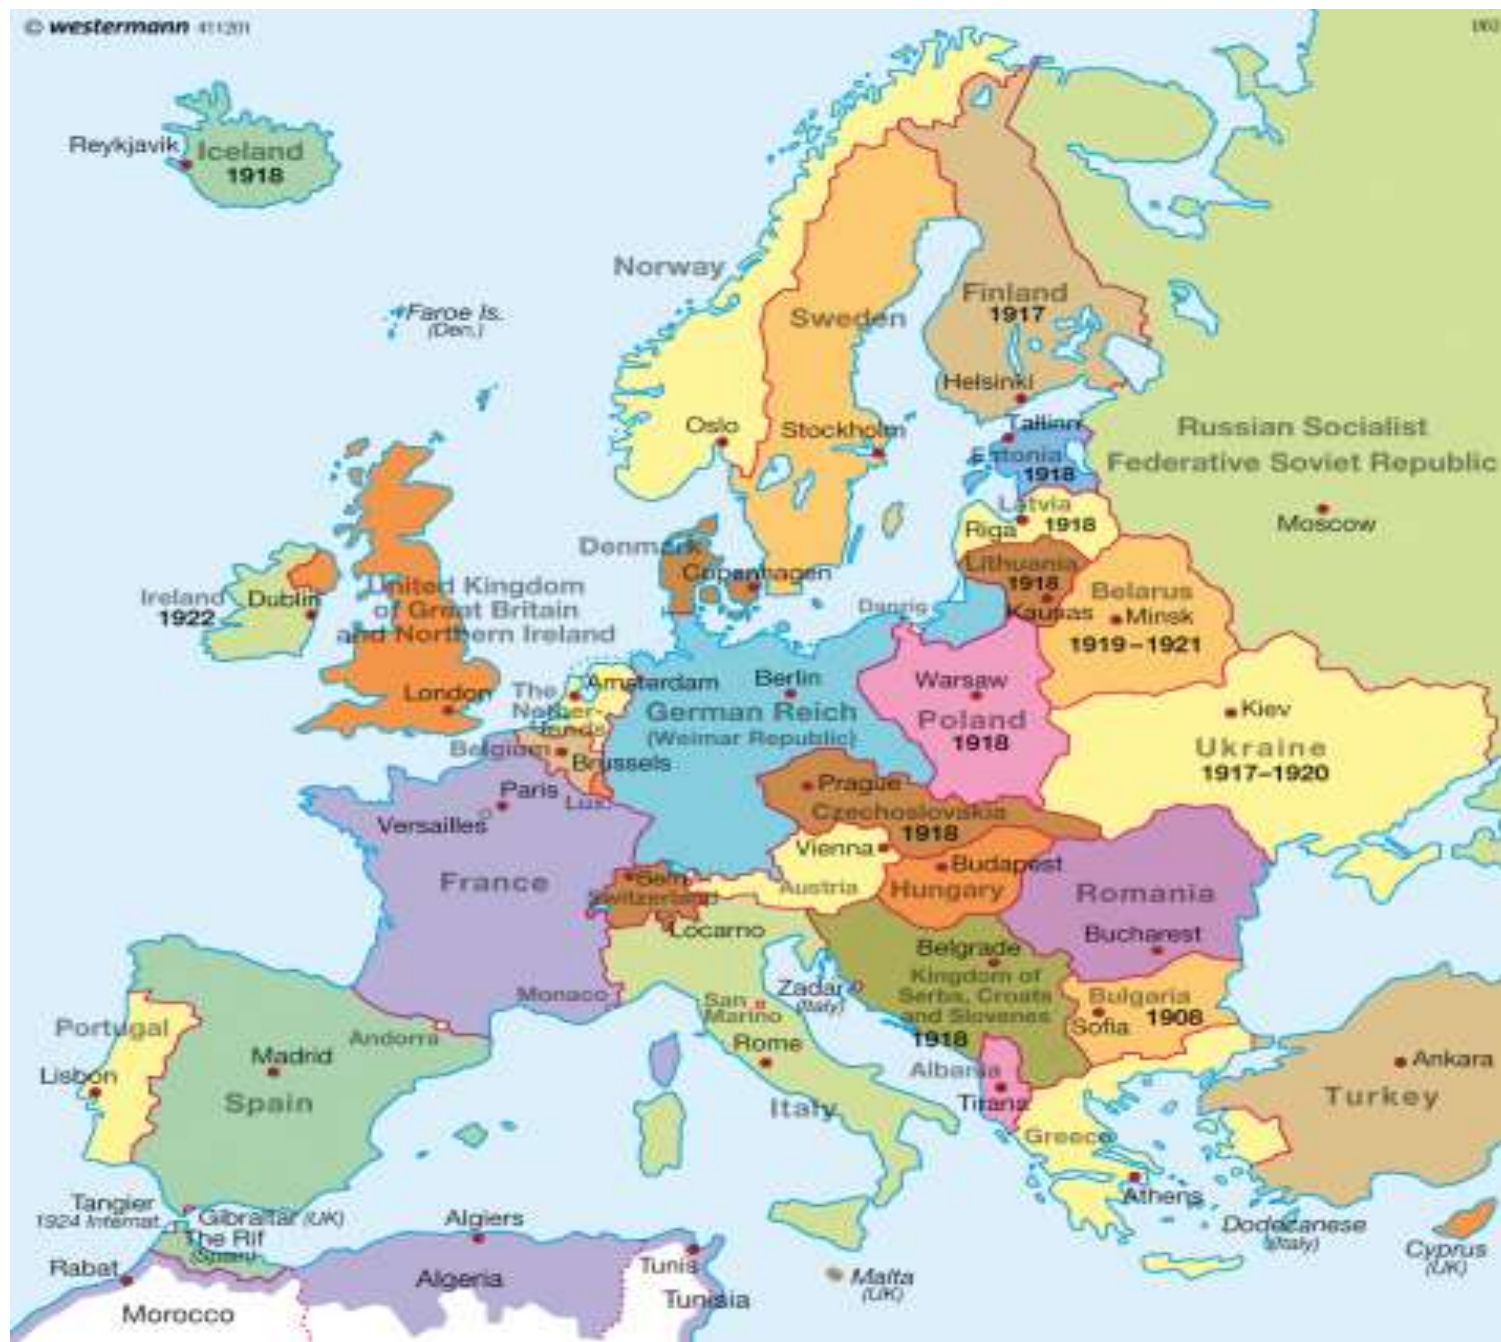 © westermann 411201
Reykjavik
Iceland
1918
Norway
Faroe Is.
(Den.)
Sweden
Finland
1917
Helsinki
Oslo
Stockholm
Tallinn
Estonia
1918
Russian Socialist
Federative Soviet Republic
Moscow
Latvia
Riga
1918
Denmark
Copenhagen
Lithuania
1918
Kaunas
Belarus
Minsk
1919–1921
Ireland
1922
Dublin
United Kingdom
of Great Britain
and Northern Ireland
London
Danzig
The
Nether-
lands
Amsterdam
Berlin
German Reich
(Weimar Republic)
Warsaw
Poland
1918
Kiev
Ukraine
1917–1920
Belgium
Brussels
Lux.
Paris
Versailles
France
Prague
Czechoslovakia
1918
Vienna
Austria
Budapest
Hungary
Romania
Bucharest
Bern
Switzerland
Locarno
Belgrade
Kingdom of
Serbs, Croats
and Slovenes
1918
Zadar
(Italy)
Monaco
San
Marino
Rome
Italy
Bulgaria
1908
Sofia
Portugal
Lisbon
Andorra
Madrid
Spain
Albania
Tirana
Greece
Athens
Ankara
Turkey
Dodecanese
(Italy)
Cyprus
(UK)
Tangier
1924 Internat.
Gibraltar (UK)
The Rif
(Spain)
Rabat
Morocco
Algiers
Algeria
Tunis
Tunisia
Malta
(UK)